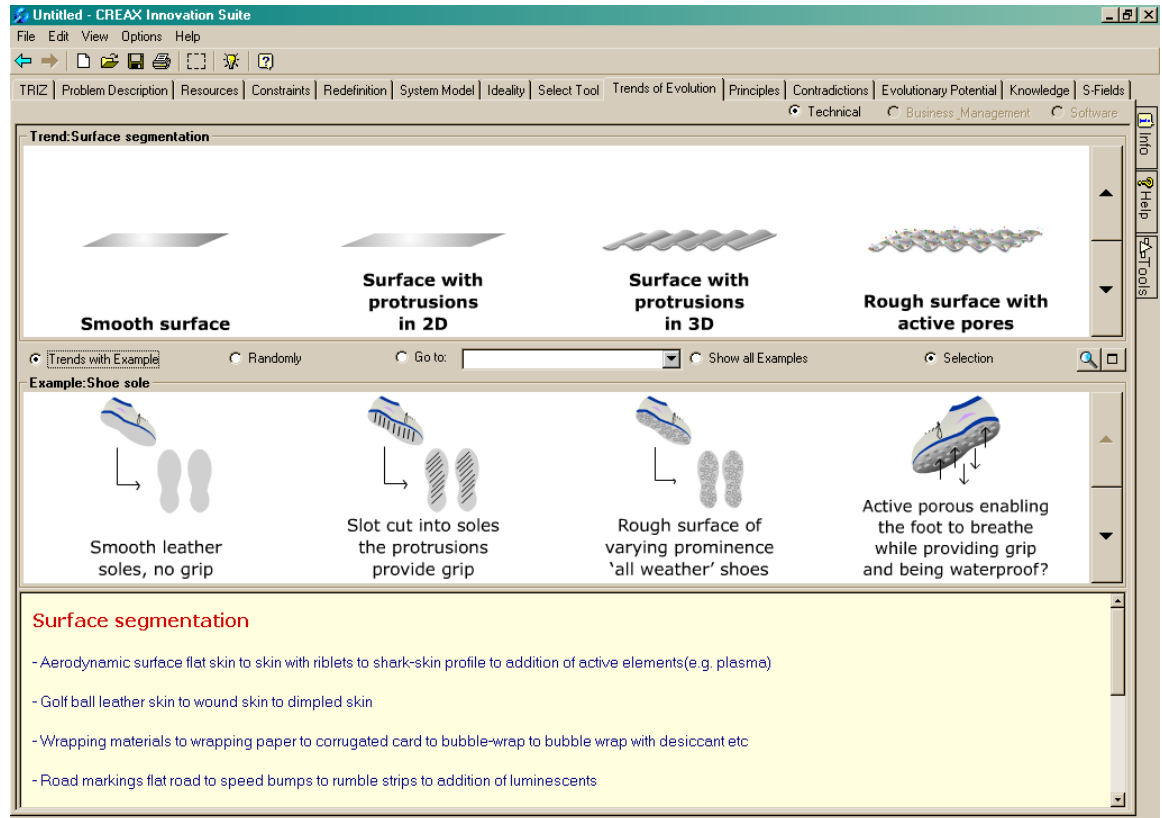 Untitled - CREAX Innovation Suite
File Edit View Options Help
TRIZ Problem Description Resources Constraints Redefinition System Model Ideality Select Tool Trends of Evolution Principles Contradictions Evolutionary Potential Knowledge S-Fields
Technical Business_Management Software
Info
Help
Tools
Trend:Surface segmentation
Smooth surface
Surface with
protrusions
in 2D
Surface with
protrusions
in 3D
Rough surface with
active pores
Trends with Example Randomly Go to: Show all Examples Selection
Example:Shoe sole
Smooth leather
soles, no grip
Slot cut into soles
the protrusions
provide grip
Rough surface of
varying prominence
‘all weather’ shoes
Active porous enabling
the foot to breathe
while providing grip
and being waterproof?
Surface segmentation
- Aerodynamic surface flat skin to skin with riblets to shark-skin profile to addition of active elements(e.g. plasma)
- Golf ball leather skin to wound skin to dimpled skin
- Wrapping materials to wrapping paper to corrugated card to bubble-wrap to bubble wrap with desiccant etc
- Road markings flat road to speed bumps to rumble strips to addition of luminescents